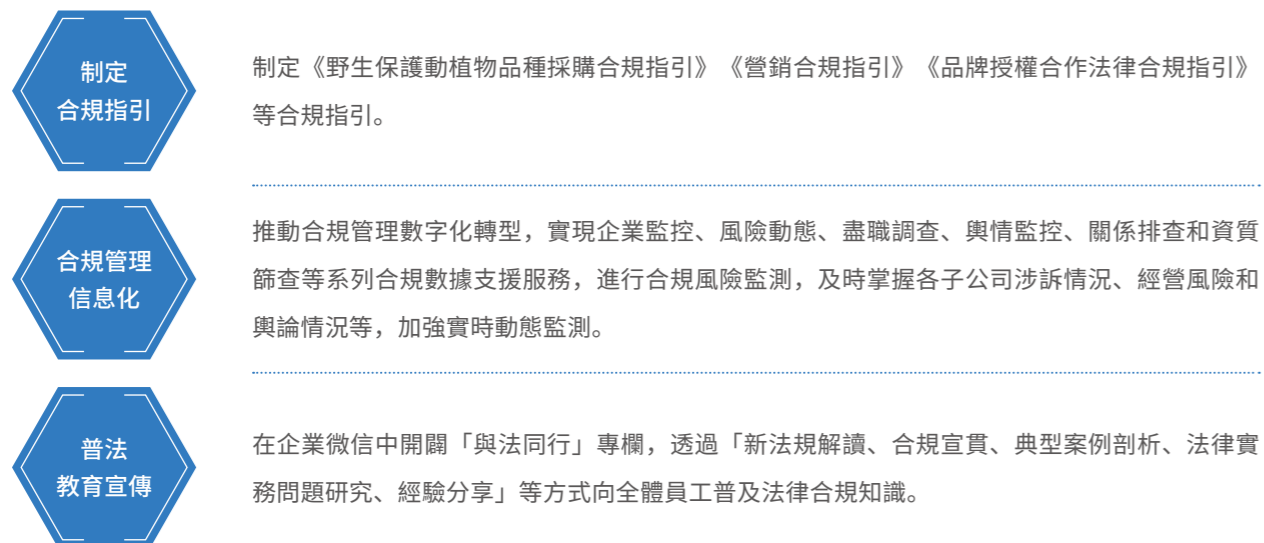 制定
合規指引
制定《野生保護動植物品種採購合規指引》《營銷合規指引》《品牌授權合作法律合規指引》
等合規指引。
合規管理
信息化
推動合規管理數字化轉型，實現企業監控、風險動態、盡職調查、輿情監控、關係排查和資質
篩查等系列合規數據支援服務，進行合規風險監測，及時掌握各子公司涉訴情況、經營風險和
輿論情況等，加強實時動態監測。
普法
教育宣傳
在企業微信中開闢「與法同行」專欄，透過「新法規解讀、合規宣貫、典型案例剖析、法律實
務問題研究、經驗分享」等方式向全體員工普及法律合規知識。